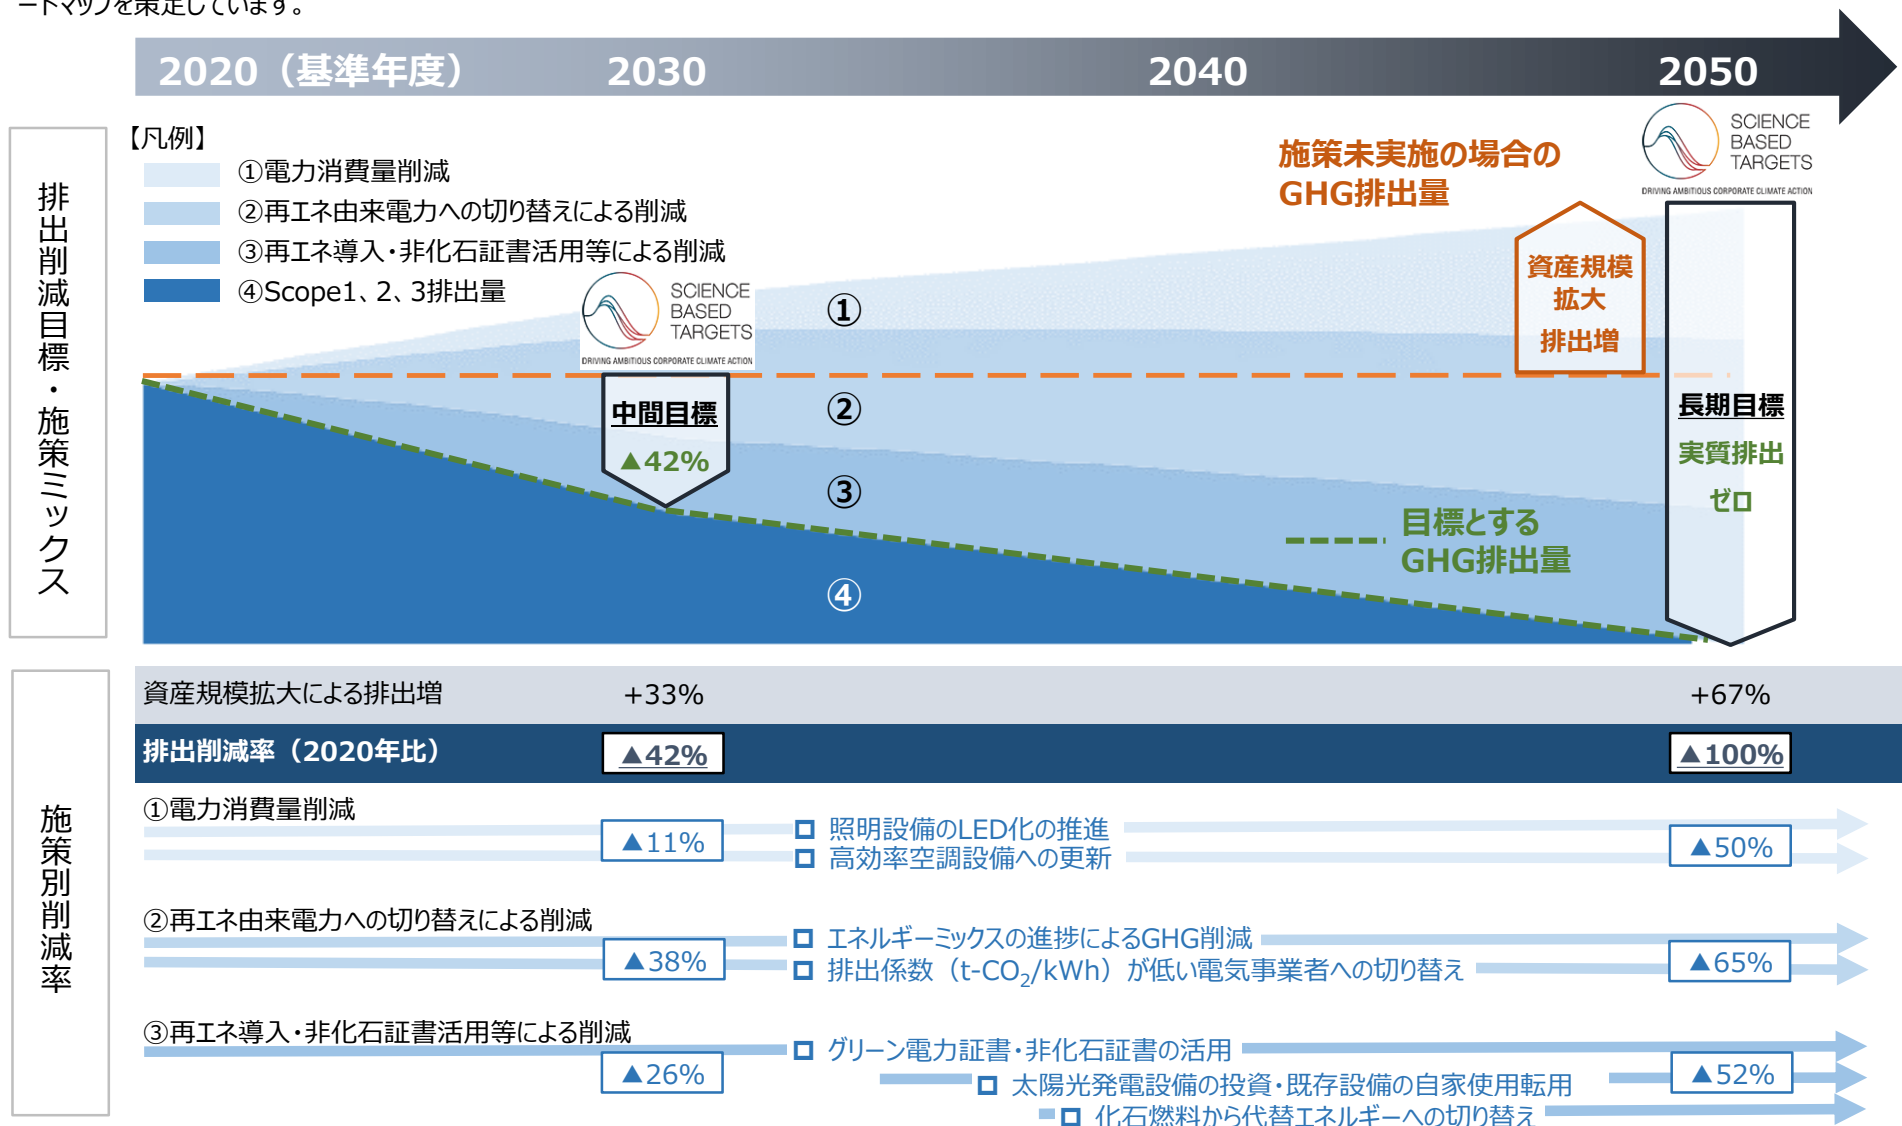 ードマップを策定しています。
2020（基準年度） 2030 2040 2050
排出削減目標・施策ミックス
【凡例】
①電力消費量削減
②再エネ由来電力への切り替えによる削減
③再エネ導入・非化石証書活用等による削減
④Scope1、2、3排出量
SCIENCE
BASED
TARGETS
DRIVING AMBITIOUS CORPORATE CLIMATE ACTION
施策未実施の場合の
GHG排出量
SCIENCE
BASED
TARGETS
DRIVING AMBITIOUS CORPORATE CLIMATE ACTION
資産規模
拡大
排出増
①
②
③
④
中間目標
▲42%
長期目標
実質排出
ゼロ
目標とする
GHG排出量
施策別削減率
資産規模拡大による排出増 +33% +67%
排出削減率（2020年比） ▲42% ▲100%
①電力消費量削減
▲11%
照明設備のLED化の推進
高効率空調設備への更新
▲50%
②再エネ由来電力への切り替えによる削減
▲38%
エネルギーミックスの進捗によるGHG削減
排出係数（t-CO₂/kWh）が低い電気事業者への切り替え
▲65%
③再エネ導入・非化石証書活用等による削減
▲26%
グリーン電力証書・非化石証書の活用
太陽光発電設備の投資・既存設備の自家使用転用
化石燃料から代替エネルギーへの切り替え
▲52%